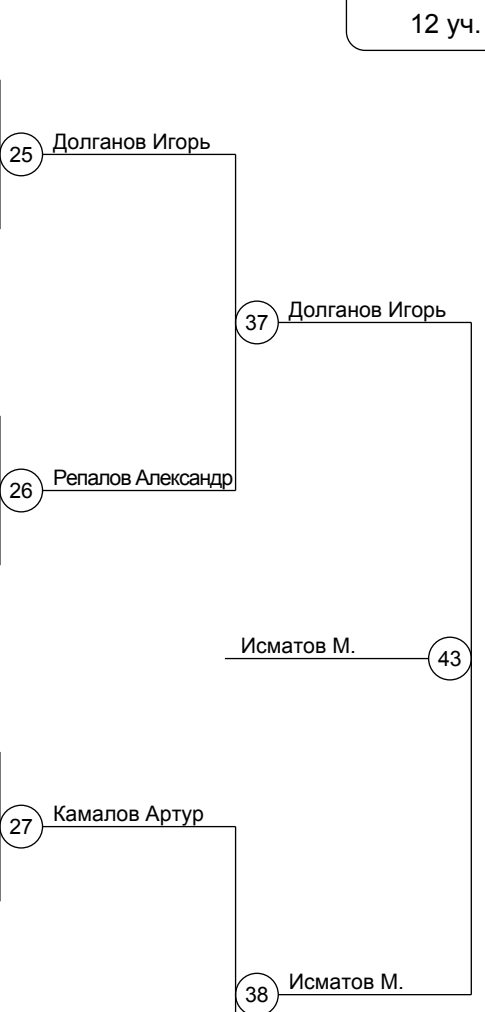 12 уч.
25 Долганов Игорь
37 Долганов Игорь
26 Репалов Александр
Исматов М. 43
27 Камалов Артур
38 Исматов М.